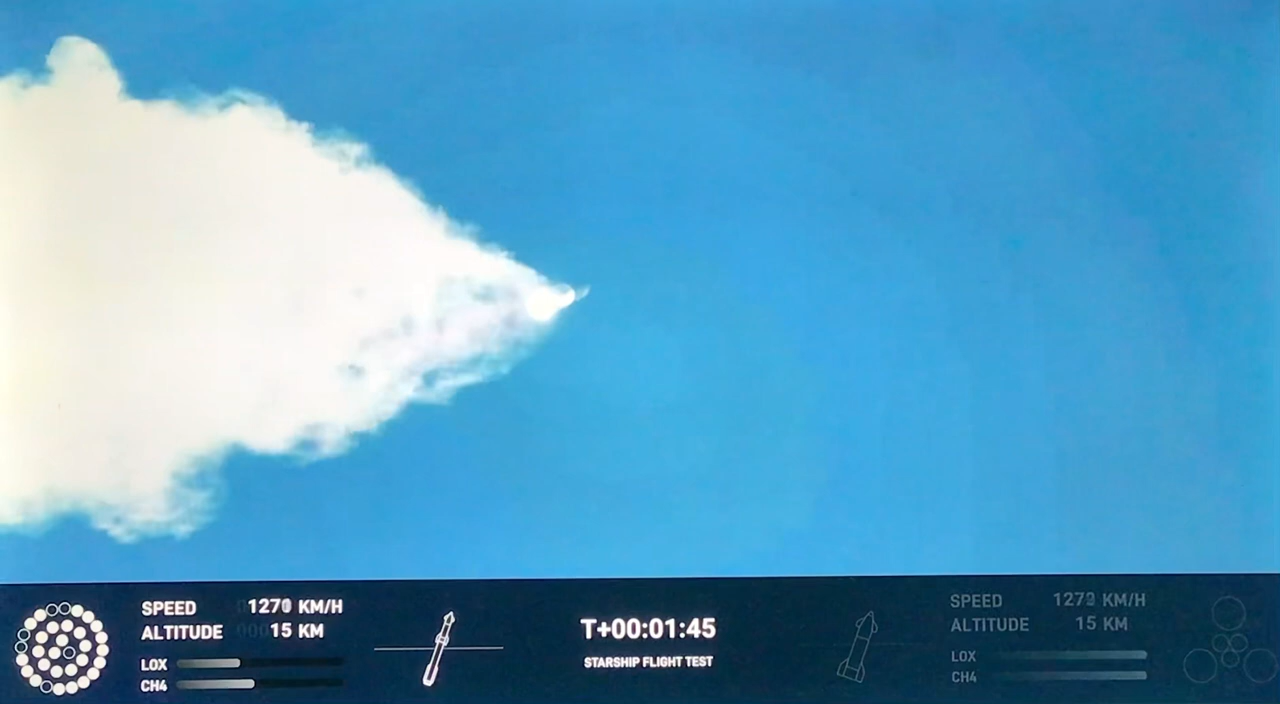 SPEED 1270 KM/H
ALTITUDE 15 KM
LOX
CH4
T+00:01:45
STARSHIP FLIGHT TEST
SPEED KM/H
ALTITUDE 15 KM
LOX
CH4